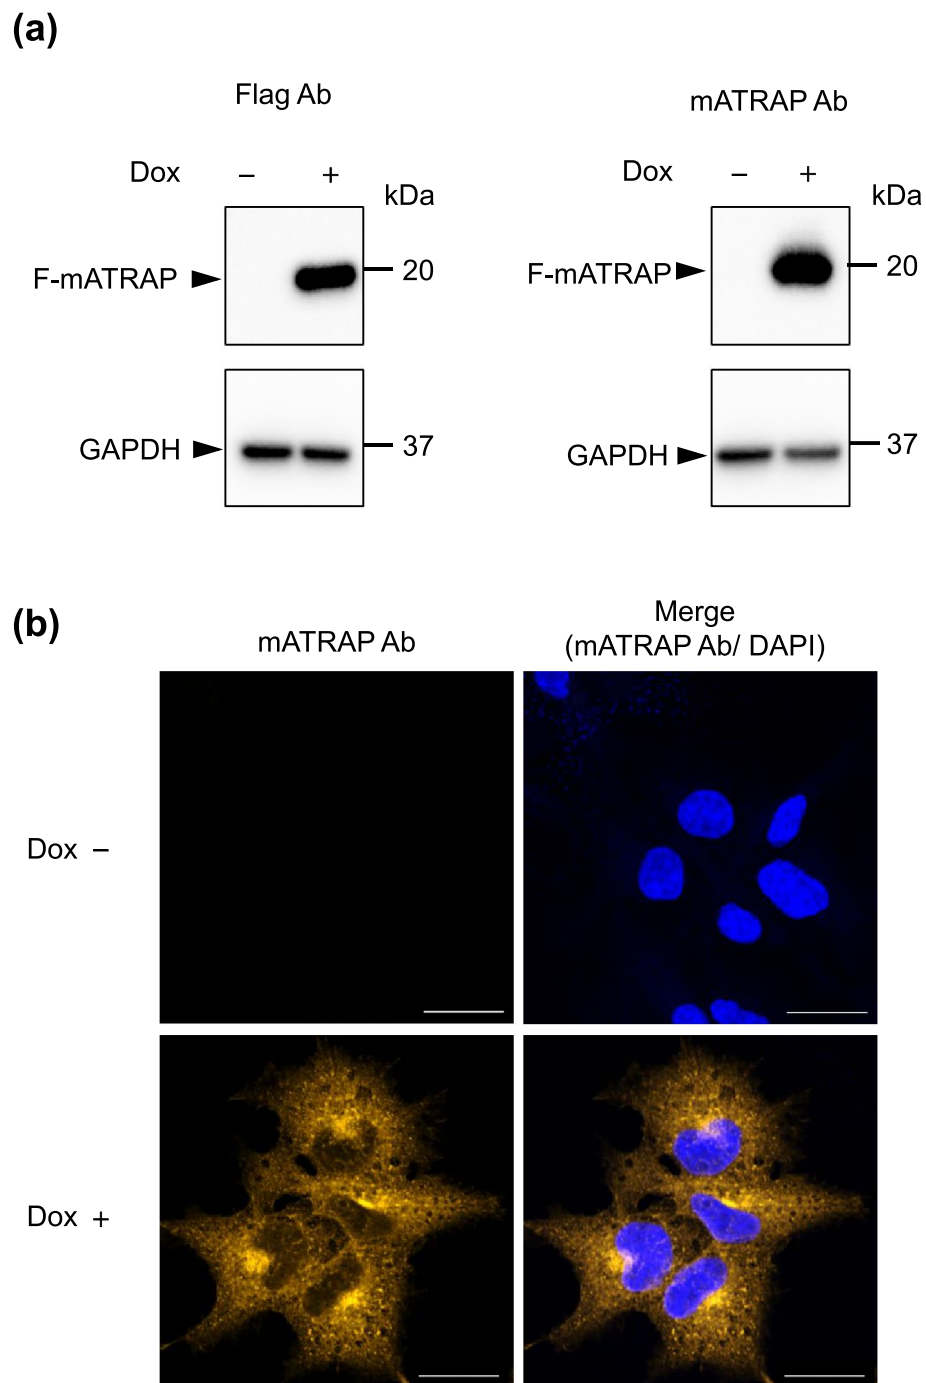 (a)
Flag Ab
Dox – +
kDa
F-mATRAP
20
GAPDH
37
mATRAP Ab
Dox – +
kDa
F-mATRAP
20
GAPDH
37
(b)
mATRAP Ab
Merge
(mATRAP Ab/ DAPI)
Dox –
Dox +